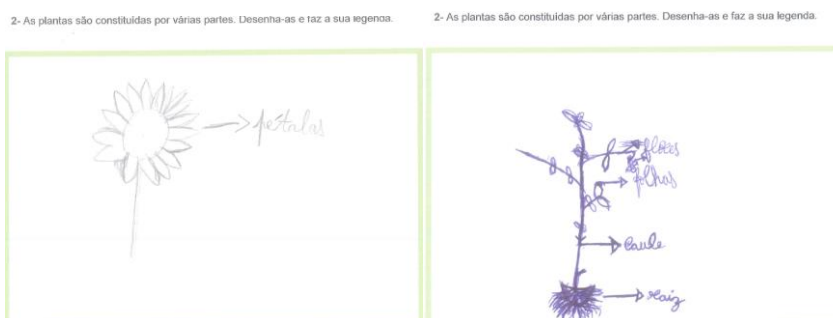 2- As plantas são constituídas por várias partes. Desenha-as e faz a sua legenda.
pétalas
2- As plantas são constituídas por várias partes. Desenha-as e faz a sua legenda.
flores
folhas
Caule
raiz